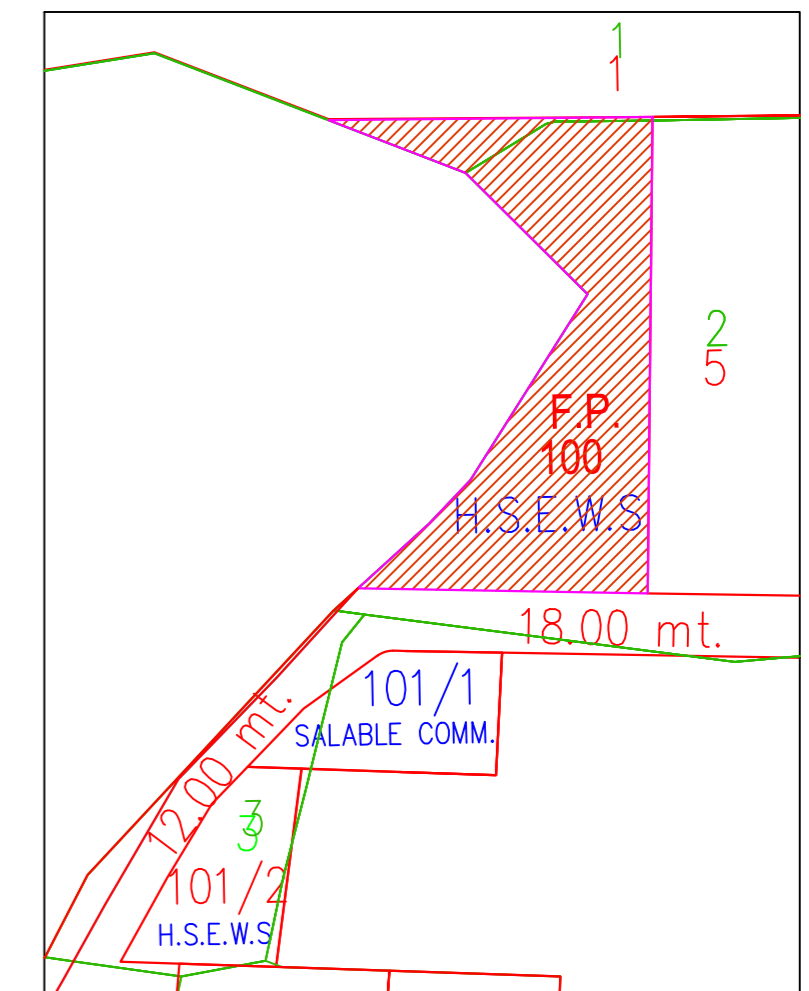 1
1
2
5
F.P.
100
H.S.E.W.S
18.00 mt.
101/1
SALABLE COMM.
12.00 mt.
3
3
101/2
H.S.E.W.S